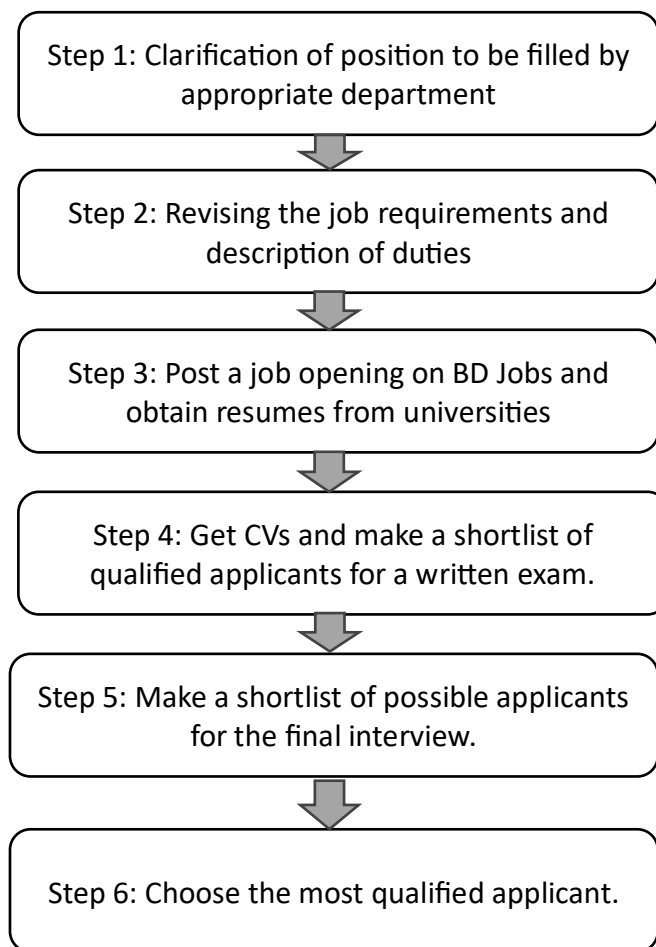 Step 1: Clarification of position to be filled by
appropriate department
Step 2: Revising the job requirements and
description of duties
Step 3: Post a job opening on BD Jobs and
obtain resumes from universities
Step 4: Get CVs and make a shortlist of
qualified applicants for a written exam.
Step 5: Make a shortlist of possible applicants
for the final interview.
Step 6: Choose the most qualified applicant.